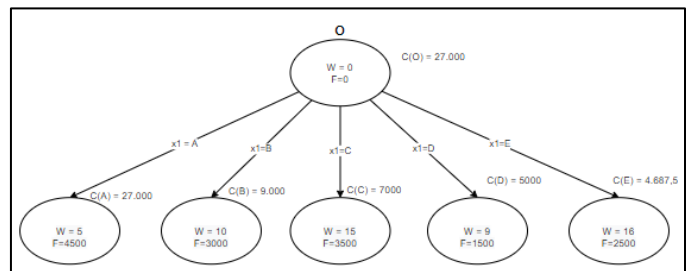 O
C(O) = 27.000
W = 0
F=0
x1 = A
x1=B
x1=C
x1=D
x1=E
C(A) = 27.000
C(B) = 9.000
C(C) = 7000
C(D) = 5000
C(E) = 4.687,5
W = 5
F=4500
W = 10
F=3000
W = 15
F=3500
W = 9
F=1500
W = 16
F=2500